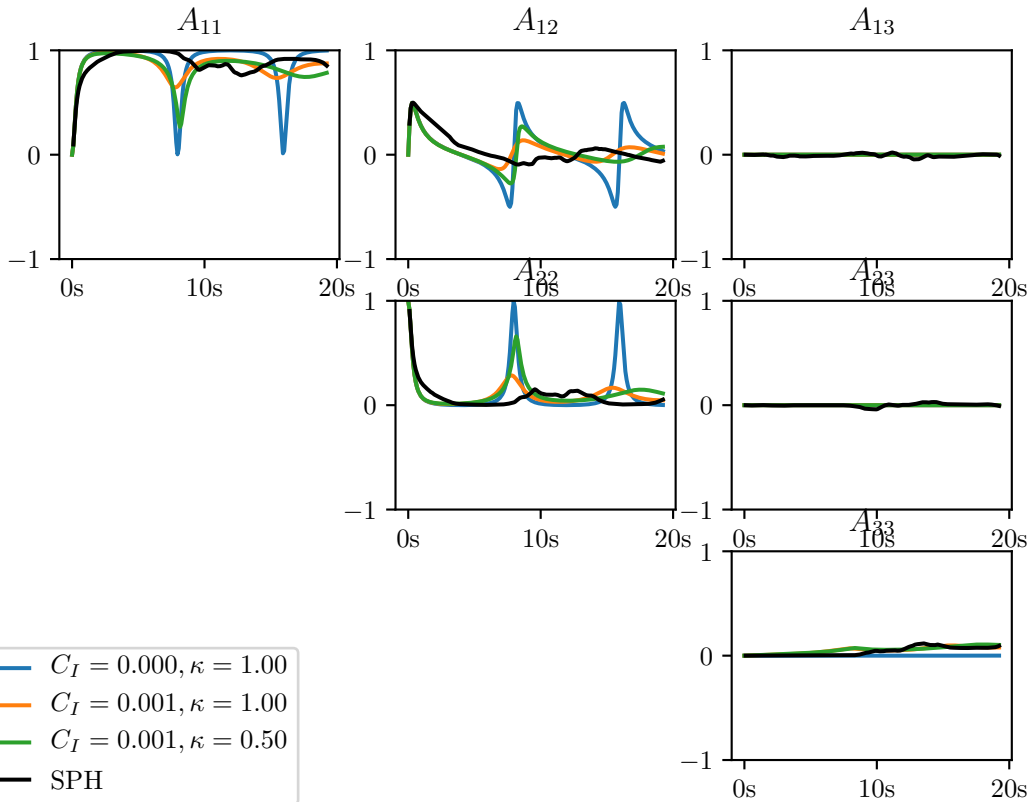 A₁₁ A₁₂ A₁₃
1 1 1
0 0 0
−1 −1 −1
0s 10s 20s 0s 10s 20s 0s 10s 20s
A₂₂ A₂₃
1 1
0 0
−1 −1
0s 10s 20s 0s 10s 20s
A₃₃
1
0
−1
0s 10s 20s
C_I = 0.000, κ = 1.00
C_I = 0.001, κ = 1.00
C_I = 0.001, κ = 0.50
SPH